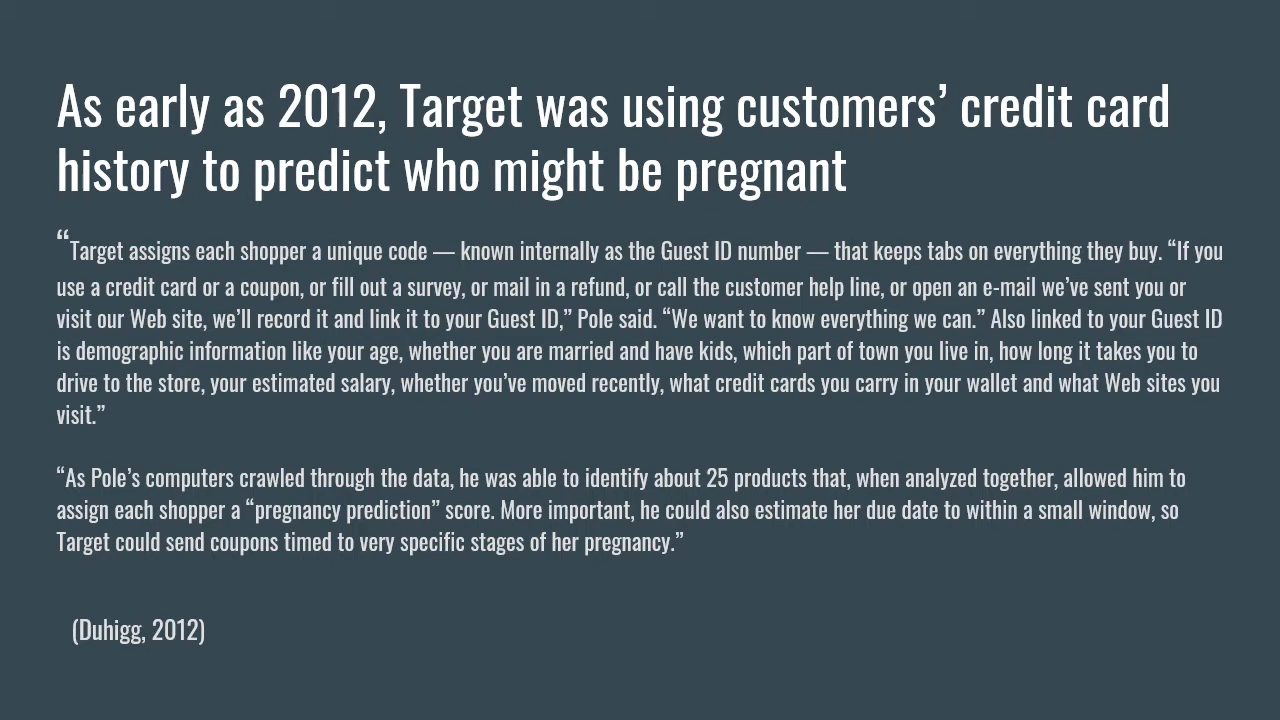 As early as 2012, Target was using customers’ credit card
history to predict who might be pregnant
“Target assigns each shopper a unique code — known internally as the Guest ID number — that keeps tabs on everything they buy. “If you
use a credit card or a coupon, or fill out a survey, or mail in a refund, or call the customer help line, or open an e-mail we’ve sent you or
visit our Web site, we’ll record it and link it to your Guest ID,” Pole said. “We want to know everything we can.” Also linked to your Guest ID
is demographic information like your age, whether you are married and have kids, which part of town you live in, how long it takes you to
drive to the store, your estimated salary, whether you’ve moved recently, what credit cards you carry in your wallet and what Web sites you
visit.”
“As Pole’s computers crawled through the data, he was able to identify about 25 products that, when analyzed together, allowed him to
assign each shopper a “pregnancy prediction” score. More important, he could also estimate her due date to within a small window, so
Target could send coupons timed to very specific stages of her pregnancy.”
(Duhigg, 2012)